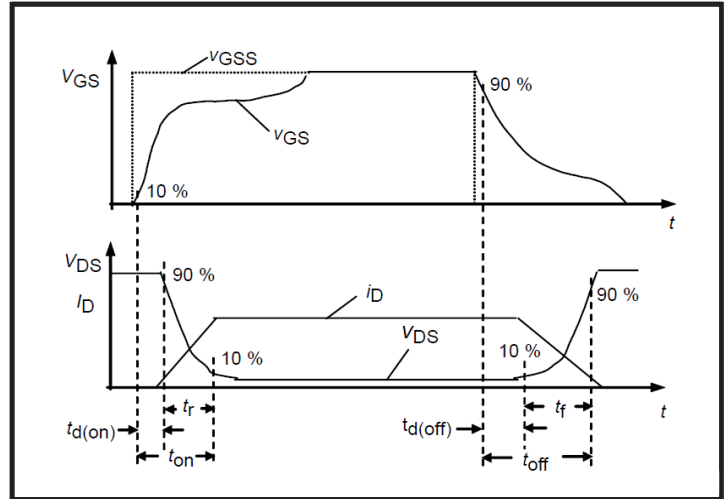 vGSS
VGS
90 %
vGS
10 %
t
VDS
90 %
ID
iD
90 %
10 %
VDS
10 %
tr
tf
t
td(on)
td(off)
ton
toff